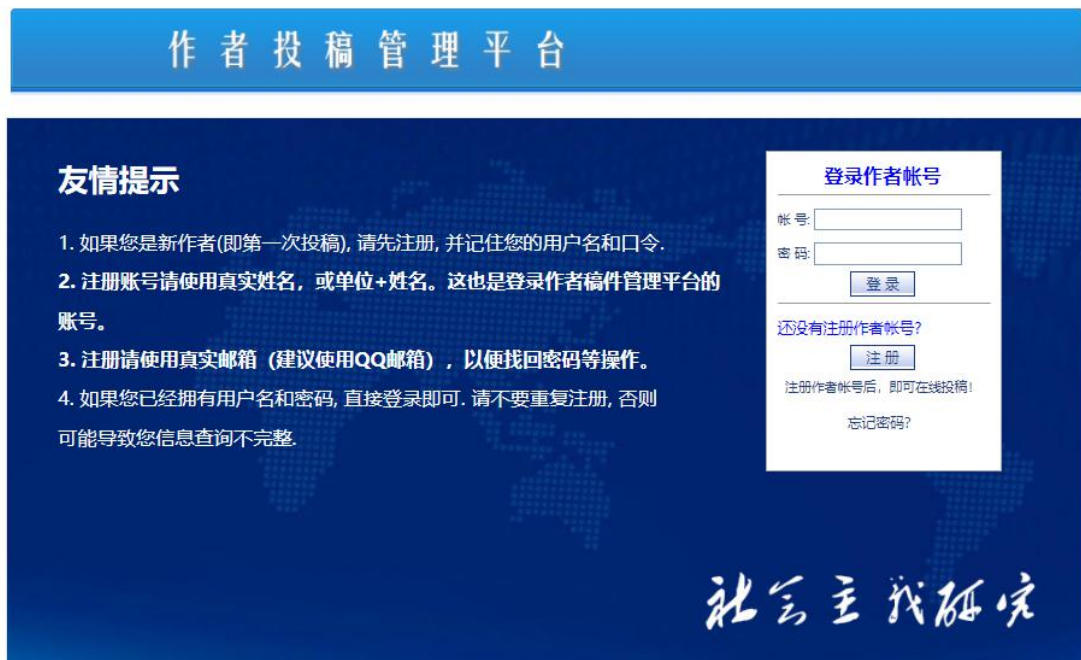 作者投稿管理平台
友情提示
1. 如果您是新作者(即第一次投稿), 请先注册, 并记住您的用户名和口令.
2. 注册账号请使用真实姓名，或单位+姓名。这也是登录作者稿件管理平台的
账号。
3. 注册请使用真实邮箱（建议使用QQ邮箱），以便找回密码等操作。
4. 如果您已经拥有用户名和密码, 直接登录即可. 请不要重复注册, 否则
可能导致您信息查询不完整.
登录作者帐号
帐 号:
密 码:
登 录
还没有注册作者帐号?
注 册
注册作者帐号后，即可在线投稿!
忘记密码?
社会主义研究